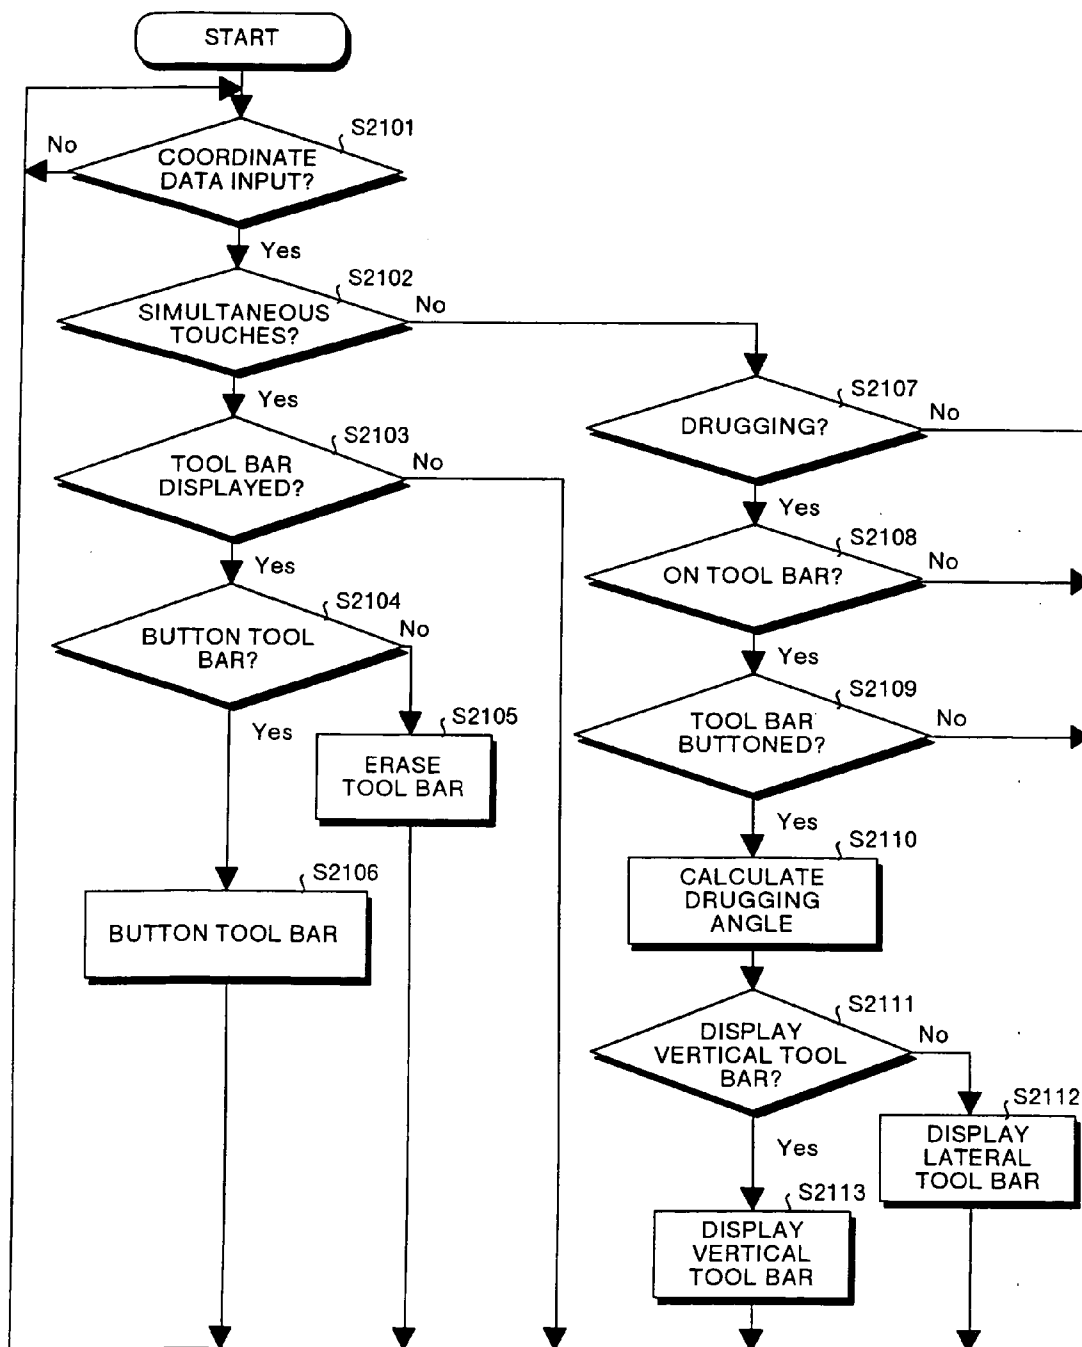 START
S2101
No
COORDINATE
DATA INPUT?
Yes
S2102
No
SIMULTANEOUS
TOUCHES?
Yes
S2103
No
TOOL BAR
DISPLAYED?
Yes
S2104
No
BUTTON TOOL
BAR?
Yes
S2105
ERASE
TOOL BAR
S2106
BUTTON TOOL BAR
S2107
No
DRUGGING?
Yes
S2108
No
ON TOOL BAR?
Yes
S2109
No
TOOL BAR
BUTTONED?
Yes
S2110
CALCULATE
DRUGGING
ANGLE
S2111
No
DISPLAY
VERTICAL TOOL
BAR?
Yes
S2112
DISPLAY
LATERAL
TOOL BAR
S2113
DISPLAY
VERTICAL
TOOL BAR